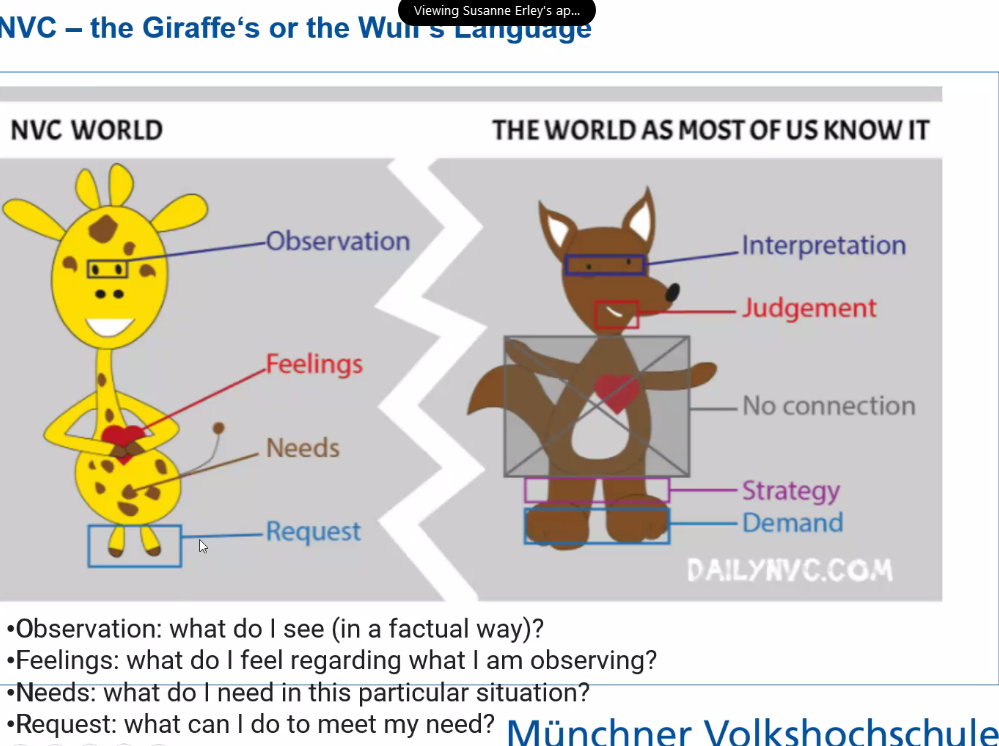 Viewing Susanne Erley's ap...
NVC – the Giraffe‘s or the Wulf‘s Language
NVC WORLD
THE WORLD AS MOST OF US KNOW IT
Observation
Feelings
Needs
Request
Interpretation
Judgement
No connection
Strategy
Demand
DAILYNVC.COM
•Observation: what do I see (in a factual way)?
•Feelings: what do I feel regarding what I am observing?
•Needs: what do I need in this particular situation?
•Request: what can I do to meet my need?
Münchner Volkshochschule